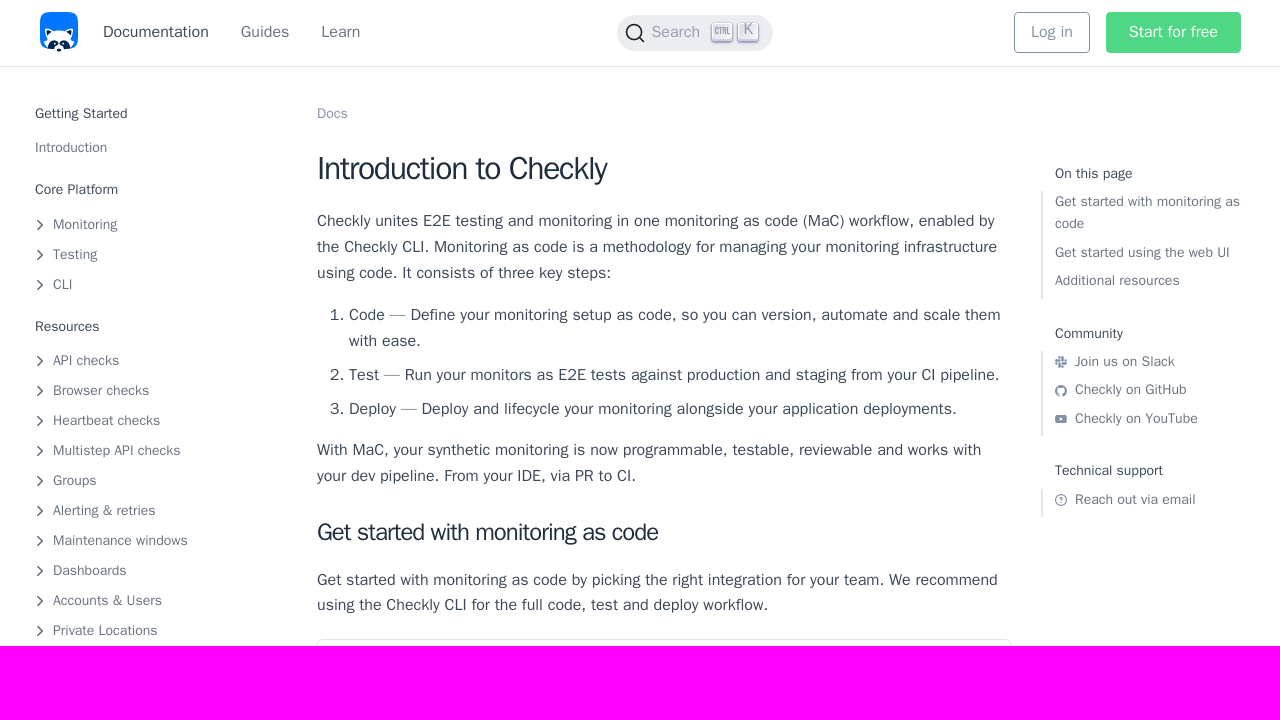 Documentation
Guides
Learn
Search
CTRL
K
Log in
Start for free
Getting Started
Introduction
Core Platform
Monitoring
Testing
CLI
Resources
API checks
Browser checks
Heartbeat checks
Multistep API checks
Groups
Alerting & retries
Maintenance windows
Dashboards
Accounts & Users
Private Locations
Docs
Introduction to Checkly
Checkly unites E2E testing and monitoring in one monitoring as code (MaC) workflow, enabled by
the Checkly CLI. Monitoring as code is a methodology for managing your monitoring infrastructure
using code. It consists of three key steps:
1. Code — Define your monitoring setup as code, so you can version, automate and scale them
with ease.
2. Test — Run your monitors as E2E tests against production and staging from your CI pipeline.
3. Deploy — Deploy and lifecycle your monitoring alongside your application deployments.
With MaC, your synthetic monitoring is now programmable, testable, reviewable and works with
your dev pipeline. From your IDE, via PR to CI.
Get started with monitoring as code
Get started with monitoring as code by picking the right integration for your team. We recommend
using the Checkly CLI for the full code, test and deploy workflow.
On this page
Get started with monitoring as
code
Get started using the web UI
Additional resources
Community
Join us on Slack
Checkly on GitHub
Checkly on YouTube
Technical support
Reach out via email